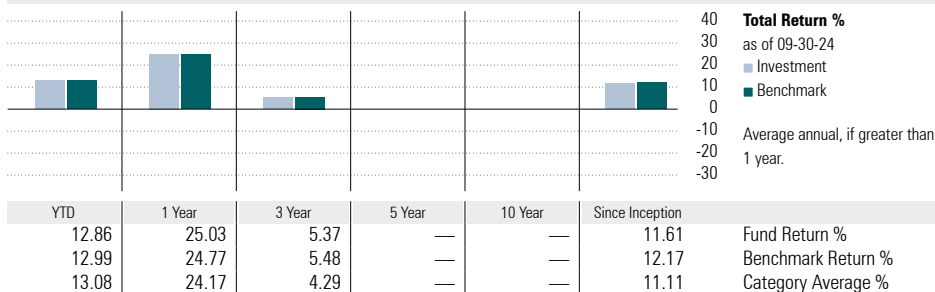 40
30
20
10
0
-10
-20
-30
Total Return %
as of 09-30-24
Investment
Benchmark
Average annual, if greater than
1 year.
YTD 1 Year 3 Year 5 Year 10 Year Since Inception
12.86 25.03 5.37 — — 11.61 Fund Return %
12.99 24.77 5.48 — — 12.17 Benchmark Return %
13.08 24.17 4.29 — — 11.11 Category Average %